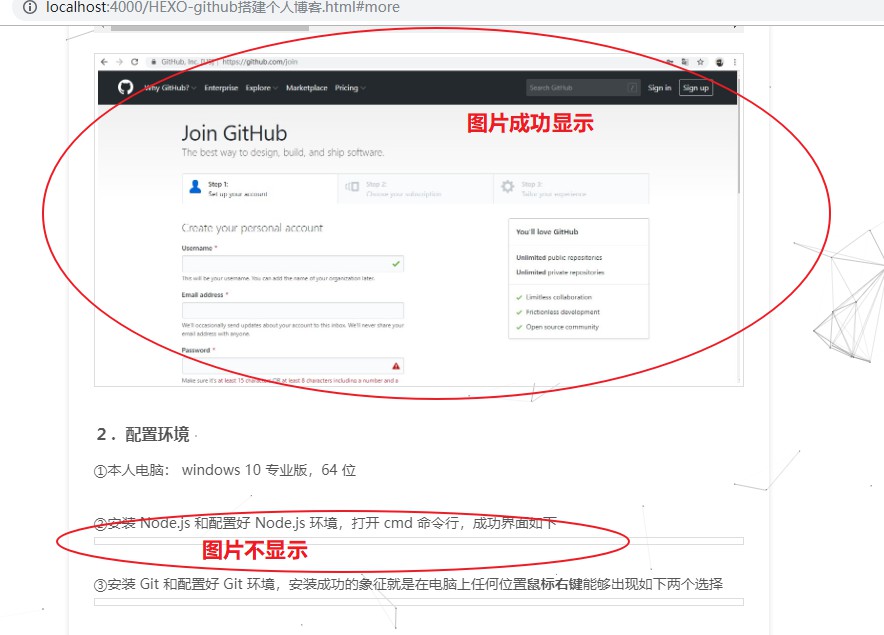 localhost:4000/HEXO-github搭建个人博客.html#more
GitHub, Inc. [US] | https://github.com/join
Why GitHub? Enterprise Explore Marketplace Pricing Search GitHub / Sign in Sign up
图片成功显示
Join GitHub
The best way to design, build, and ship software.
Step 1:
Set up your account
Step 2:
Choose your subscription
Step 3:
Tailor your experience
Create your personal account
Username *
This will be your username. You can add the name of your organization later.
Email address *
We'll occasionally send updates about your account to this inbox. We'll never share your
email address with anyone.
Password *
Make sure it's at least 15 characters OR at least 8 characters including a number and a
You'll love GitHub
Unlimited public repositories
Unlimited private repositories
Limitless collaboration
Frictionless development
Open source community
2．配置环境
①本人电脑： windows 10 专业版，64 位
②安装 Node.js 和配置好 Node.js 环境，打开 cmd 命令行，成功界面如下
图片不显示
③安装 Git 和配置好 Git 环境，安装成功的象征就是在电脑上任何位置鼠标右键能够出现如下两个选择